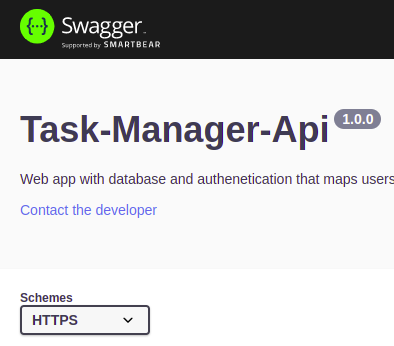 {···} Swagger™
Supported by SMARTBEAR
Task-Manager-Api 1.0.0
Web app with database and authenetication that maps users
Contact the developer
Schemes
HTTPS